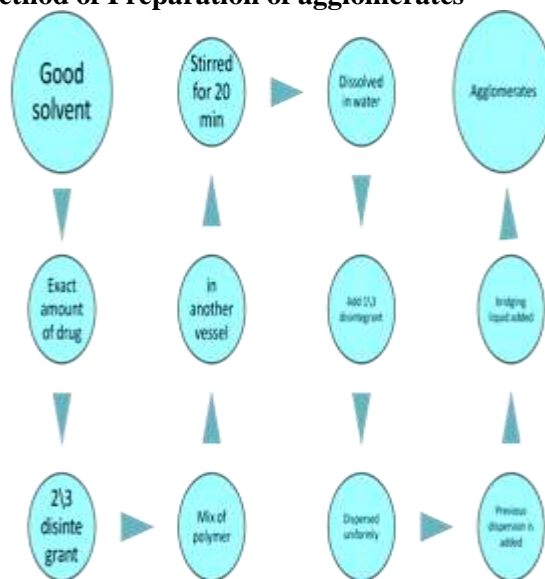 ethod of Preparation of agglomerates
Good
solvent
Exact
amount
of drug
2\3
disinte
grant
Mix of
polymer
in
another
vessel
Stirred
for 20
min
Dissolved
in water
Add 1\3
disintegrant
Dispersed
uniformly
Previous
dispersion is
added
bridging
liquid added
Agglomerates